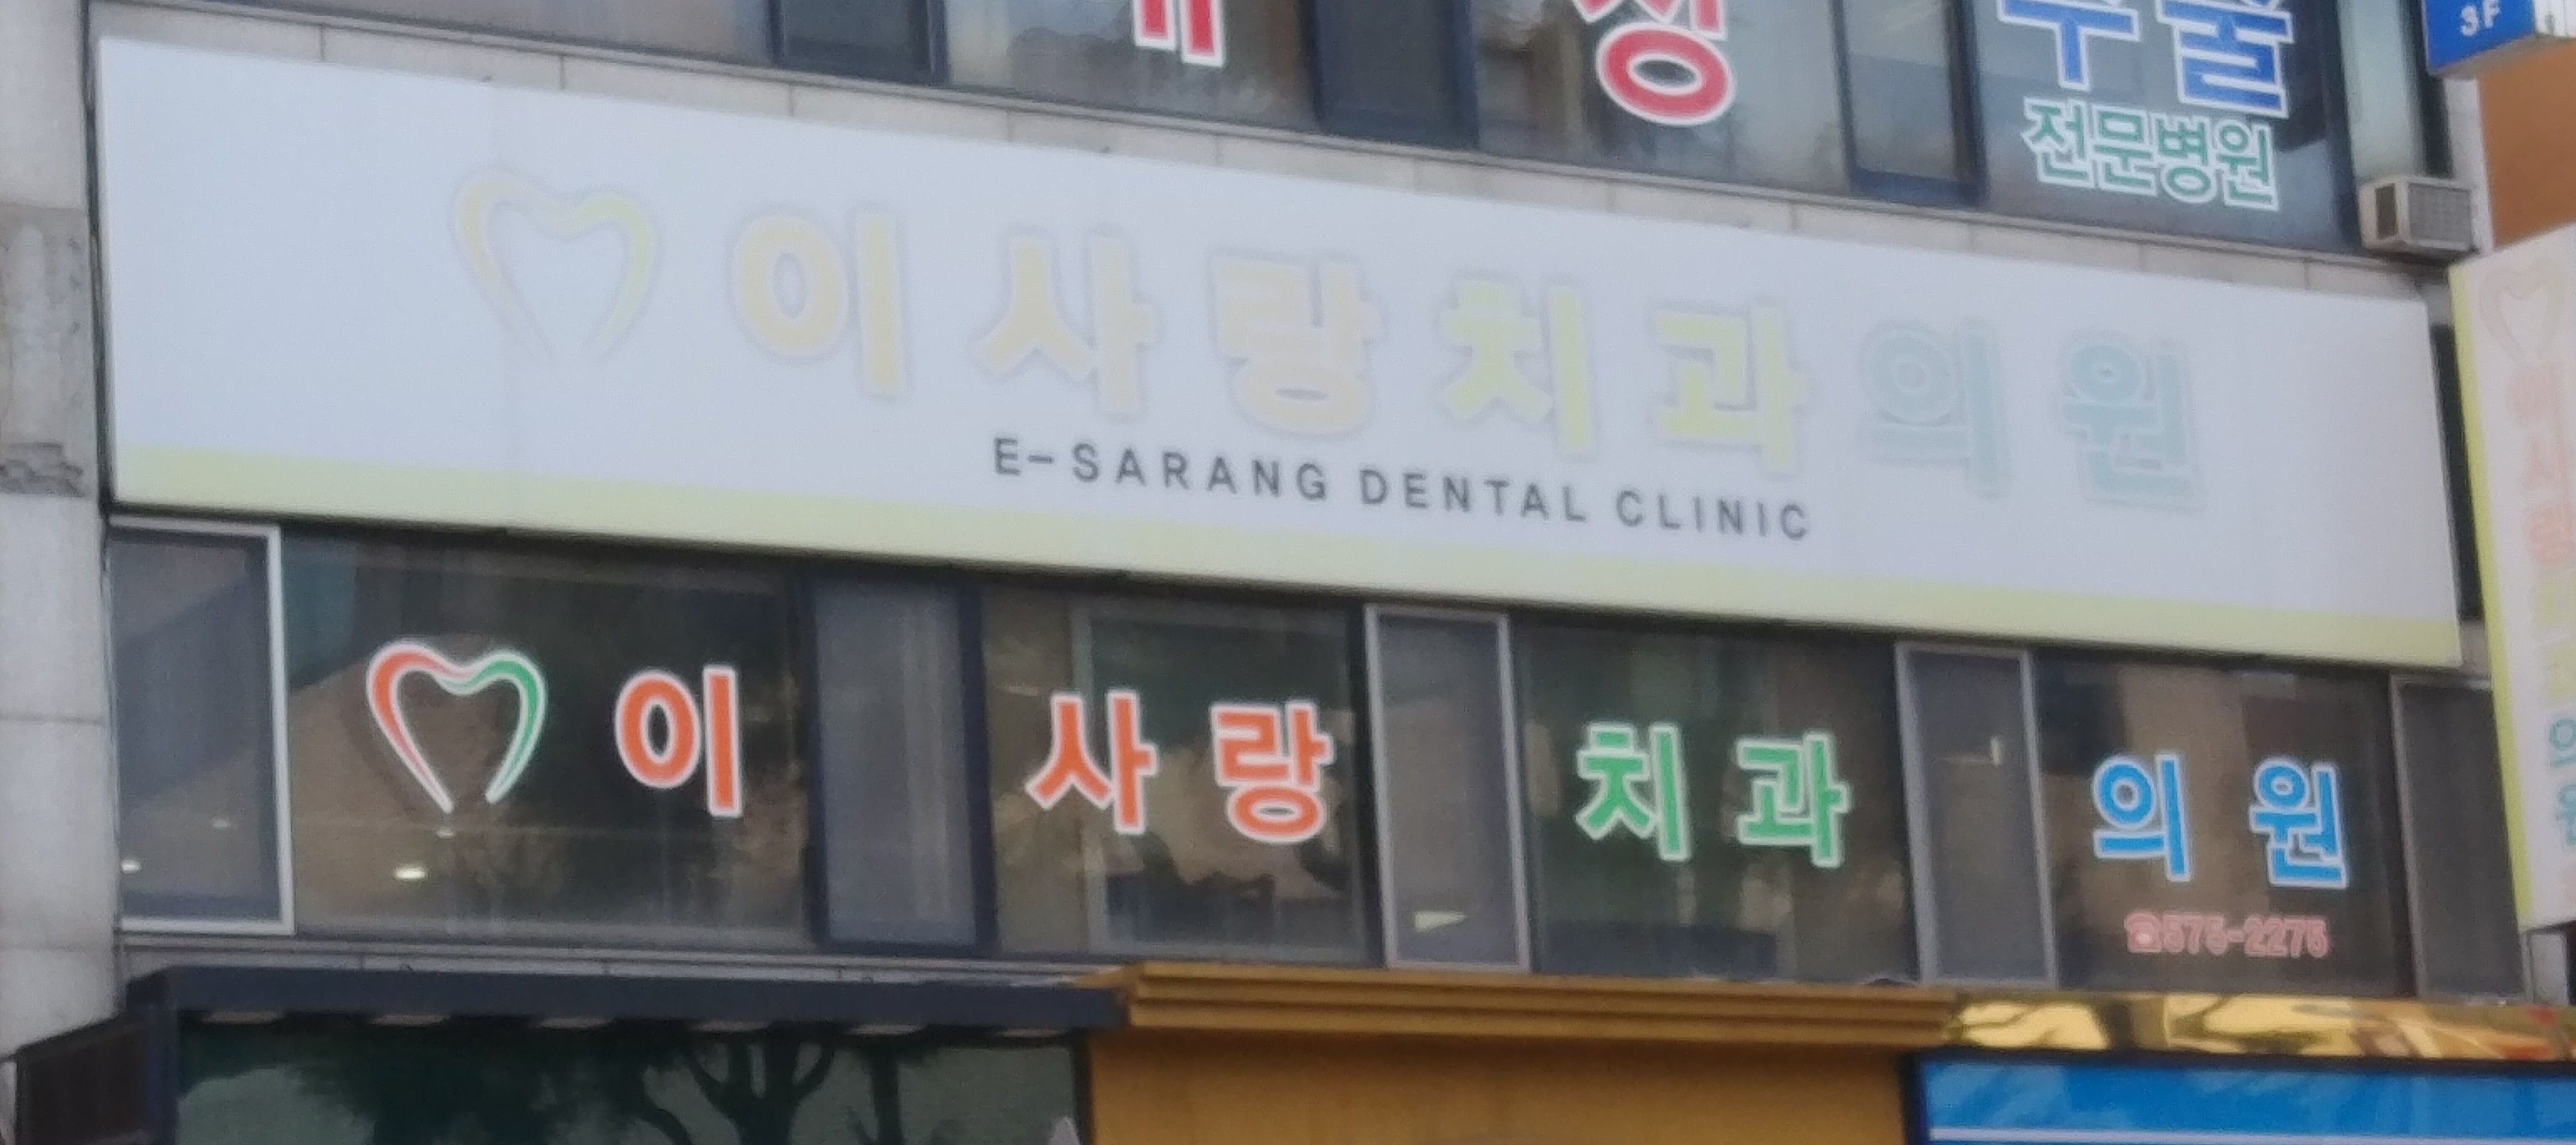 3F
전문병원
이사랑치과의원
E-SARANG DENTAL CLINIC
이 사랑 치과 의원
☎575-2275